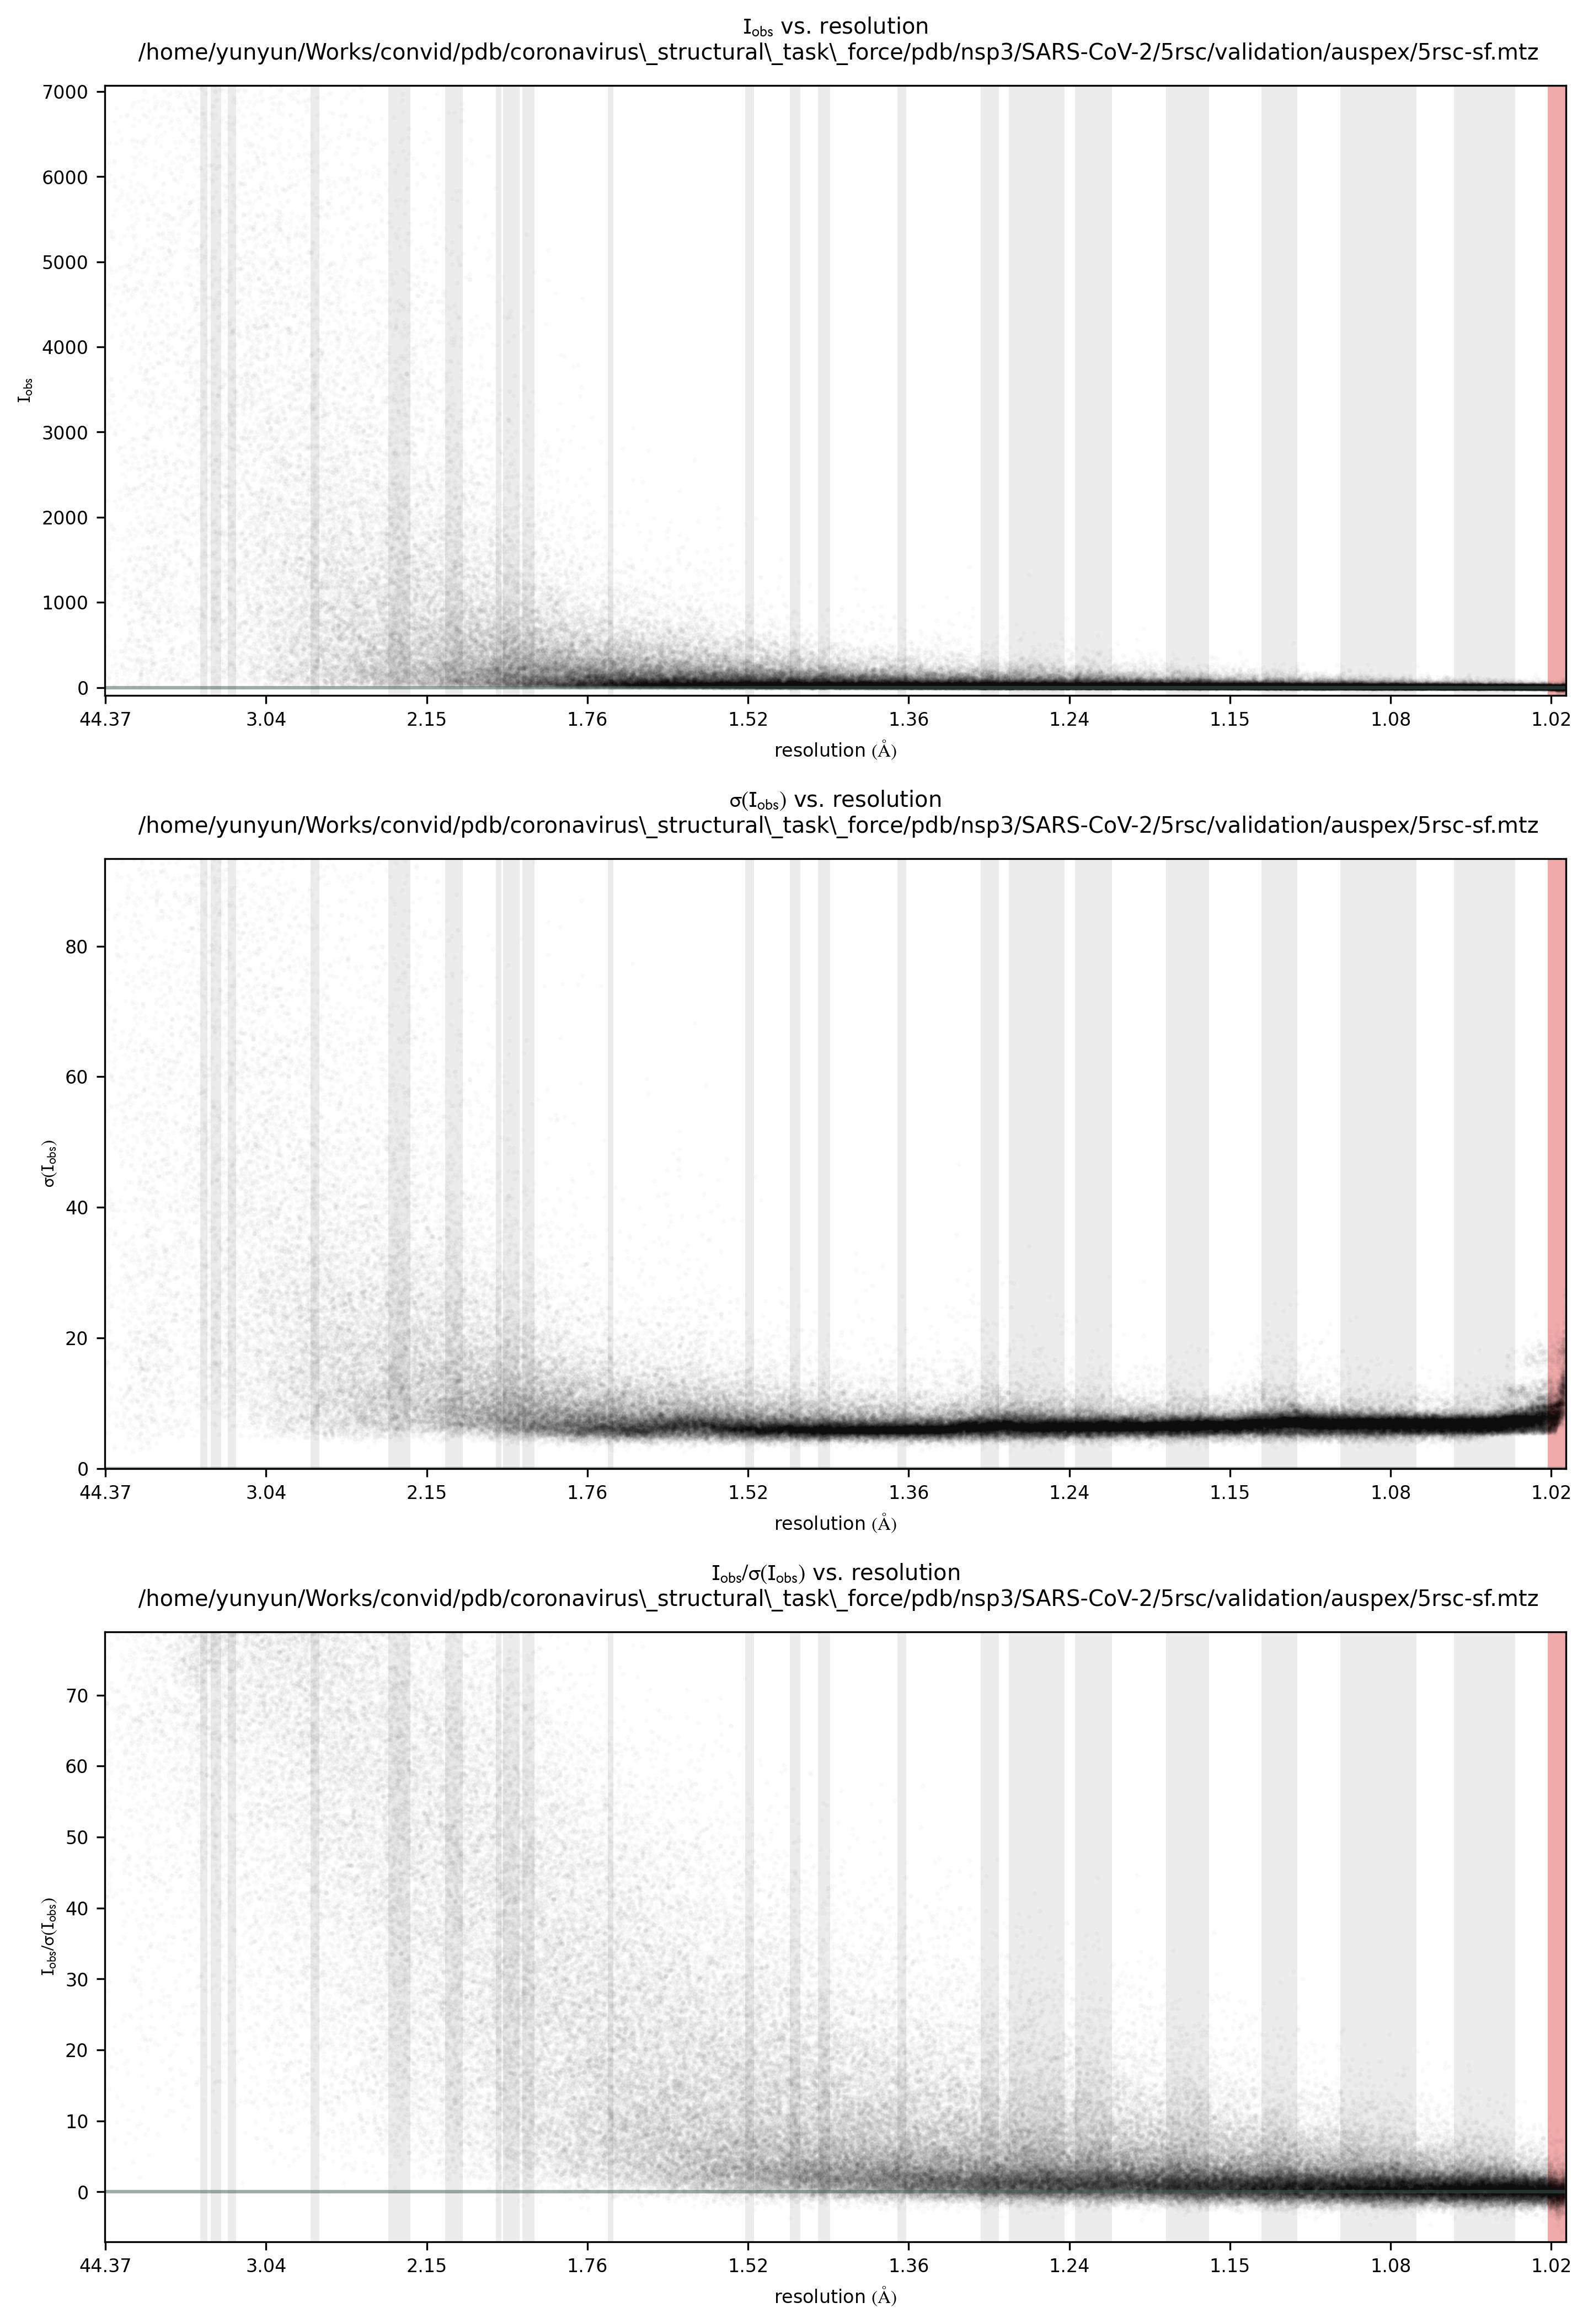 Iobs vs. resolution
/home/yunyun/Works/convid/pdb/coronavirus\_structural\_task\_force/pdb/nsp3/SARS-CoV-2/5rsc/validation/auspex/5rsc-sf.mtz
7000
6000
5000
4000
3000
2000
1000
0
Iobs
44.37 3.04 2.15 1.76 1.52 1.36 1.24 1.15 1.08 1.02
resolution (Å)
σ(Iobs) vs. resolution
/home/yunyun/Works/convid/pdb/coronavirus\_structural\_task\_force/pdb/nsp3/SARS-CoV-2/5rsc/validation/auspex/5rsc-sf.mtz
80
60
40
20
0
σ(Iobs)
44.37 3.04 2.15 1.76 1.52 1.36 1.24 1.15 1.08 1.02
resolution (Å)
Iobs/σ(Iobs) vs. resolution
/home/yunyun/Works/convid/pdb/coronavirus\_structural\_task\_force/pdb/nsp3/SARS-CoV-2/5rsc/validation/auspex/5rsc-sf.mtz
70
60
50
40
30
20
10
0
Iobs/σ(Iobs)
44.37 3.04 2.15 1.76 1.52 1.36 1.24 1.15 1.08 1.02
resolution (Å)